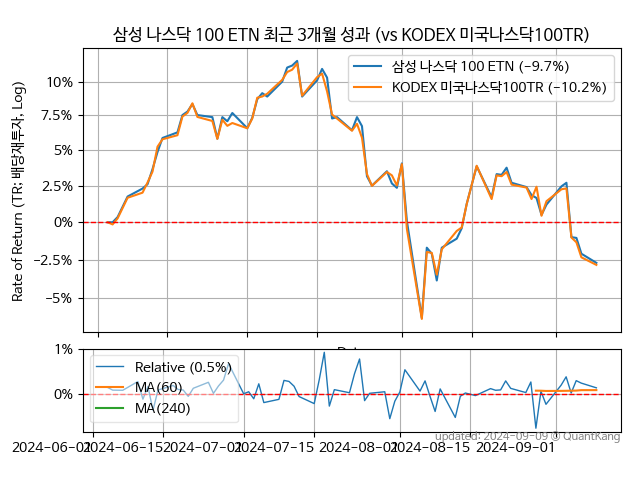 삼성 나스닥 100 ETN 최근 3개월 성과 (vs KODEX 미국나스닥100TR)
Rate of Return (TR: 배당재투자, Log)
10%
7.5%
5%
2.5%
0%
−2.5%
−5%
삼성 나스닥 100 ETN (−9.7%)
KODEX 미국나스닥100TR (−10.2%)
1%
0%
Relative (0.5%)
MA(60)
MA(240)
updated: 2024-09-09 © QuantKang
2024-06-01
2024-06-15
2024-07-01
2024-07-15
2024-08-01
2024-08-15
2024-09-01